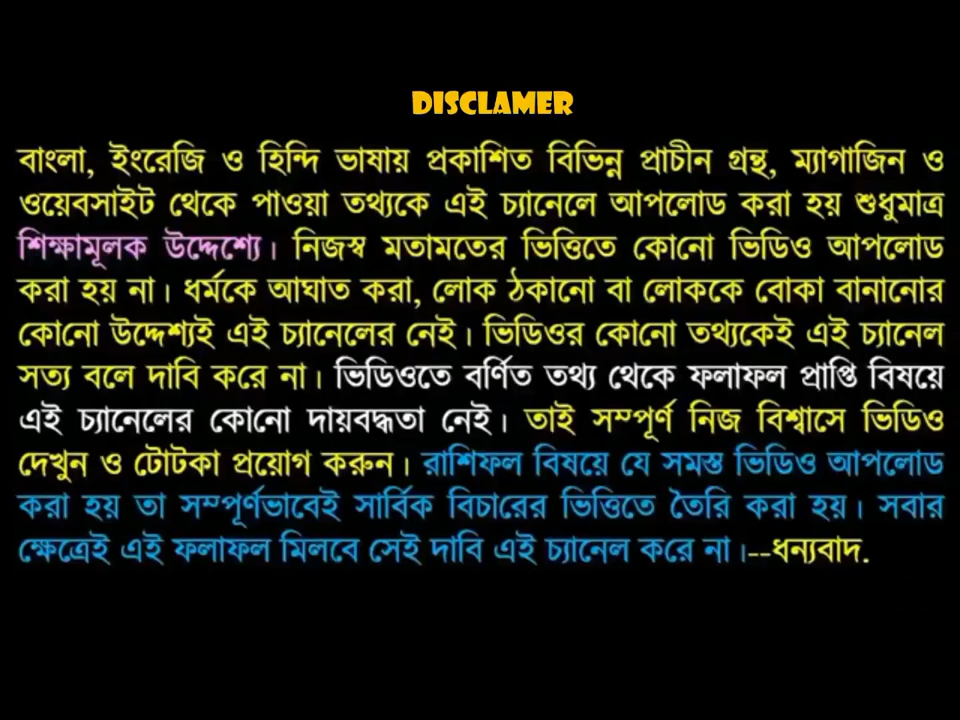 DISCLAMER
বাংলা, ইংরেজি ও হিন্দি ভাষায় প্রকাশিত বিভিন্ন প্রাচীন গ্রন্থ, ম্যাগাজিন ও
ওয়েবসাইট থেকে পাওয়া তথ্যকে এই চ্যানেলে আপলোড করা হয় শুধুমাত্র
শিক্ষামূলক উদ্দেশ্যে। নিজস্ব মতামতের ভিত্তিতে কোনো ভিডিও আপলোড
করা হয় না। ধর্মকে আঘাত করা, লোক ঠকানো বা লোককে বোকা বানানোর
কোনো উদ্দেশ্যই এই চ্যানেলের নেই। ভিডিওর কোনো তথ্যকেই এই চ্যানেল
সত্য বলে দাবি করে না। ভিডিওতে বর্ণিত তথ্য থেকে ফলাফল প্রাপ্তি বিষয়ে
এই চ্যানেলের কোনো দায়বদ্ধতা নেই। তাই সম্পূর্ণ নিজ বিশ্বাসে ভিডিও
দেখুন ও টোটকা প্রয়োগ করুন। রাশিফল বিষয়ে যে সমস্ত ভিডিও আপলোড
করা হয় তা সম্পূর্ণভাবেই সার্বিক বিচারের ভিত্তিতে তৈরি করা হয়। সবার
ক্ষেত্রেই এই ফলাফল মিলবে সেই দাবি এই চ্যানেল করে না।--ধন্যবাদ.